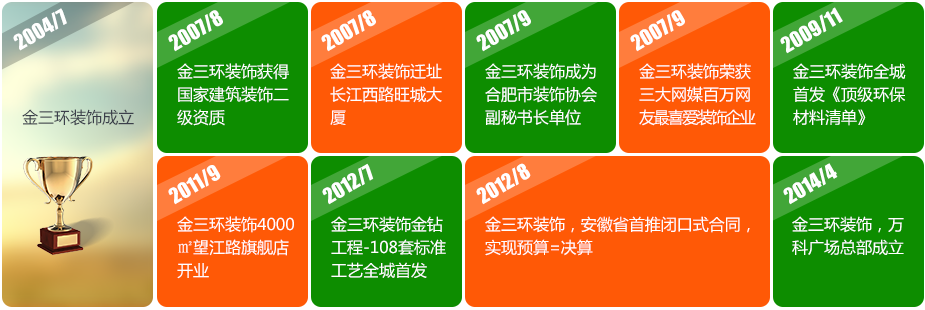 2004/7
金三环装饰成立
2007/8
金三环装饰获得
国家建筑装饰二
级资质
2007/8
金三环装饰迁址
长江西路旺城大
厦
2007/9
金三环装饰成为
合肥市装饰协会
副秘书长单位
2007/9
金三环装饰荣获
三大网媒百万网
友最喜爱装饰企业
2009/11
金三环装饰全城
首发《顶级环保
材料清单》
2011/9
金三环装饰4000
㎡望江路旗舰店
开业
2012/7
金三环装饰金钻
工程-108套标准
工艺全城首发
2012/8
金三环装饰，安徽省首推闭口式合同，
实现预算=决算
2014/4
金三环装饰，万
科广场总部成立